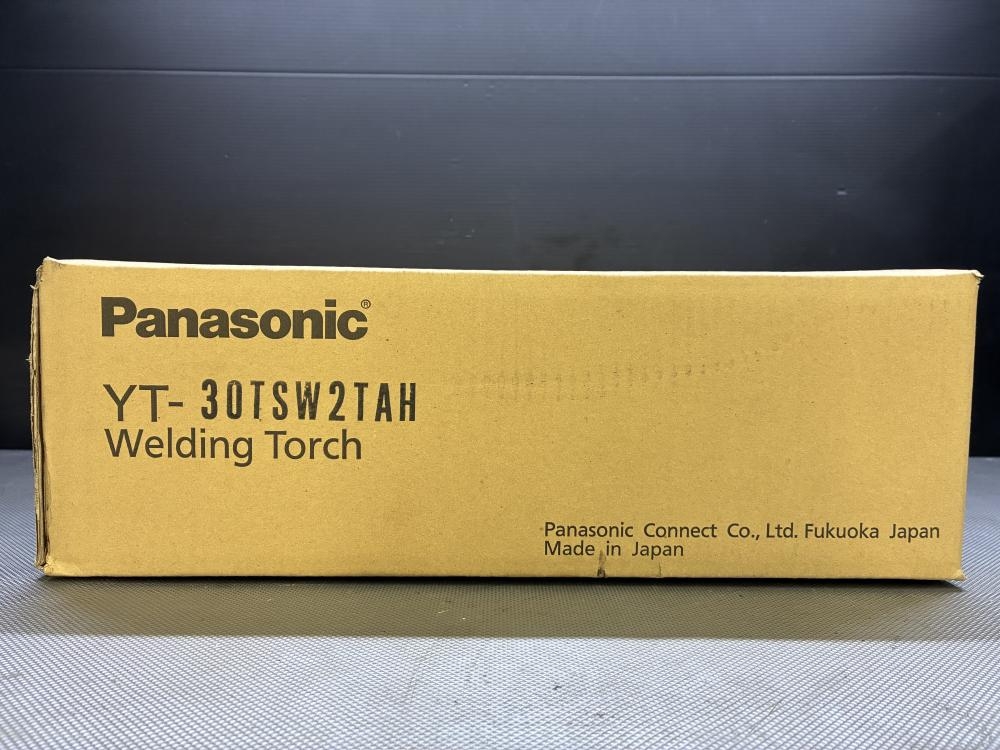 Panasonic®
YT-30TSW2TAH
Welding Torch
Panasonic Connect Co., Ltd. Fukuoka Japan
Made in Japan